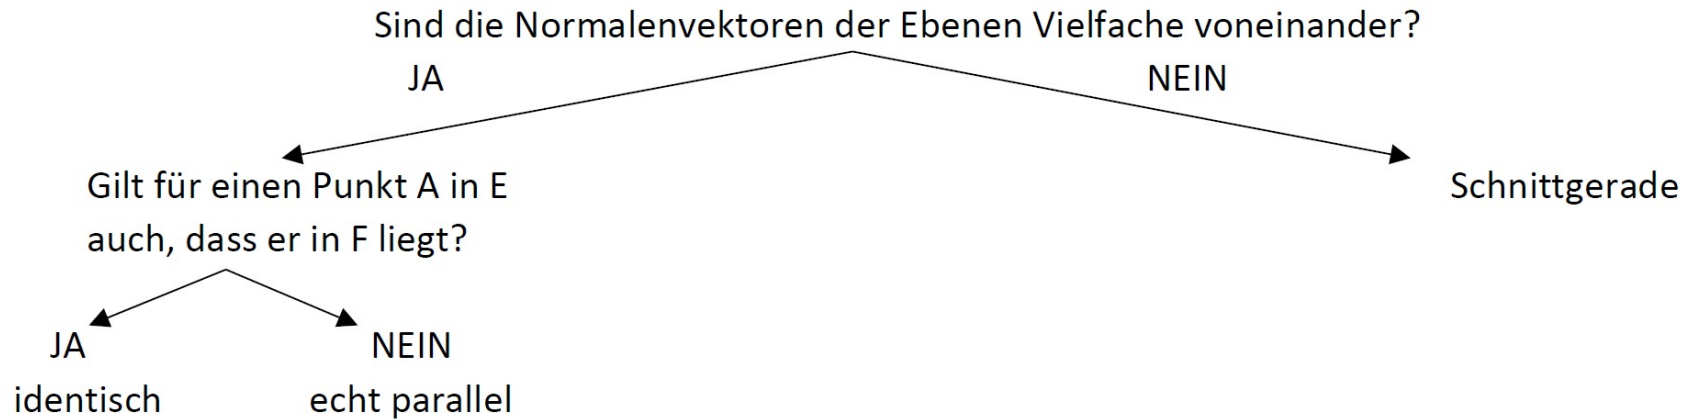 Sind die Normalenvektoren der Ebenen Vielfache voneinander?
JA
NEIN
Gilt für einen Punkt A in E
auch, dass er in F liegt?
Schnittgerade
JA
NEIN
identisch
echt parallel